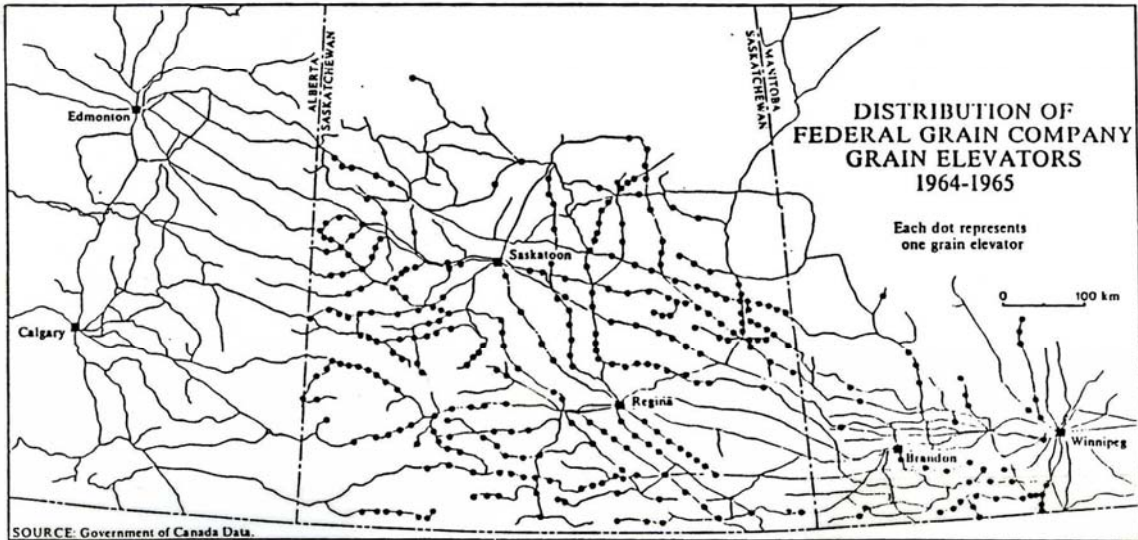 DISTRIBUTION OF
FEDERAL GRAIN COMPANY
GRAIN ELEVATORS
1964-1965
Each dot represents
one grain elevator
0 100 km
ALBERTA
SASKATCHEWAN
MANITOBA
SASKATCHEWAN
Edmonton
Saskatoon
Calgary
Regina
Brandon
Winnipeg
SOURCE: Government of Canada Data.